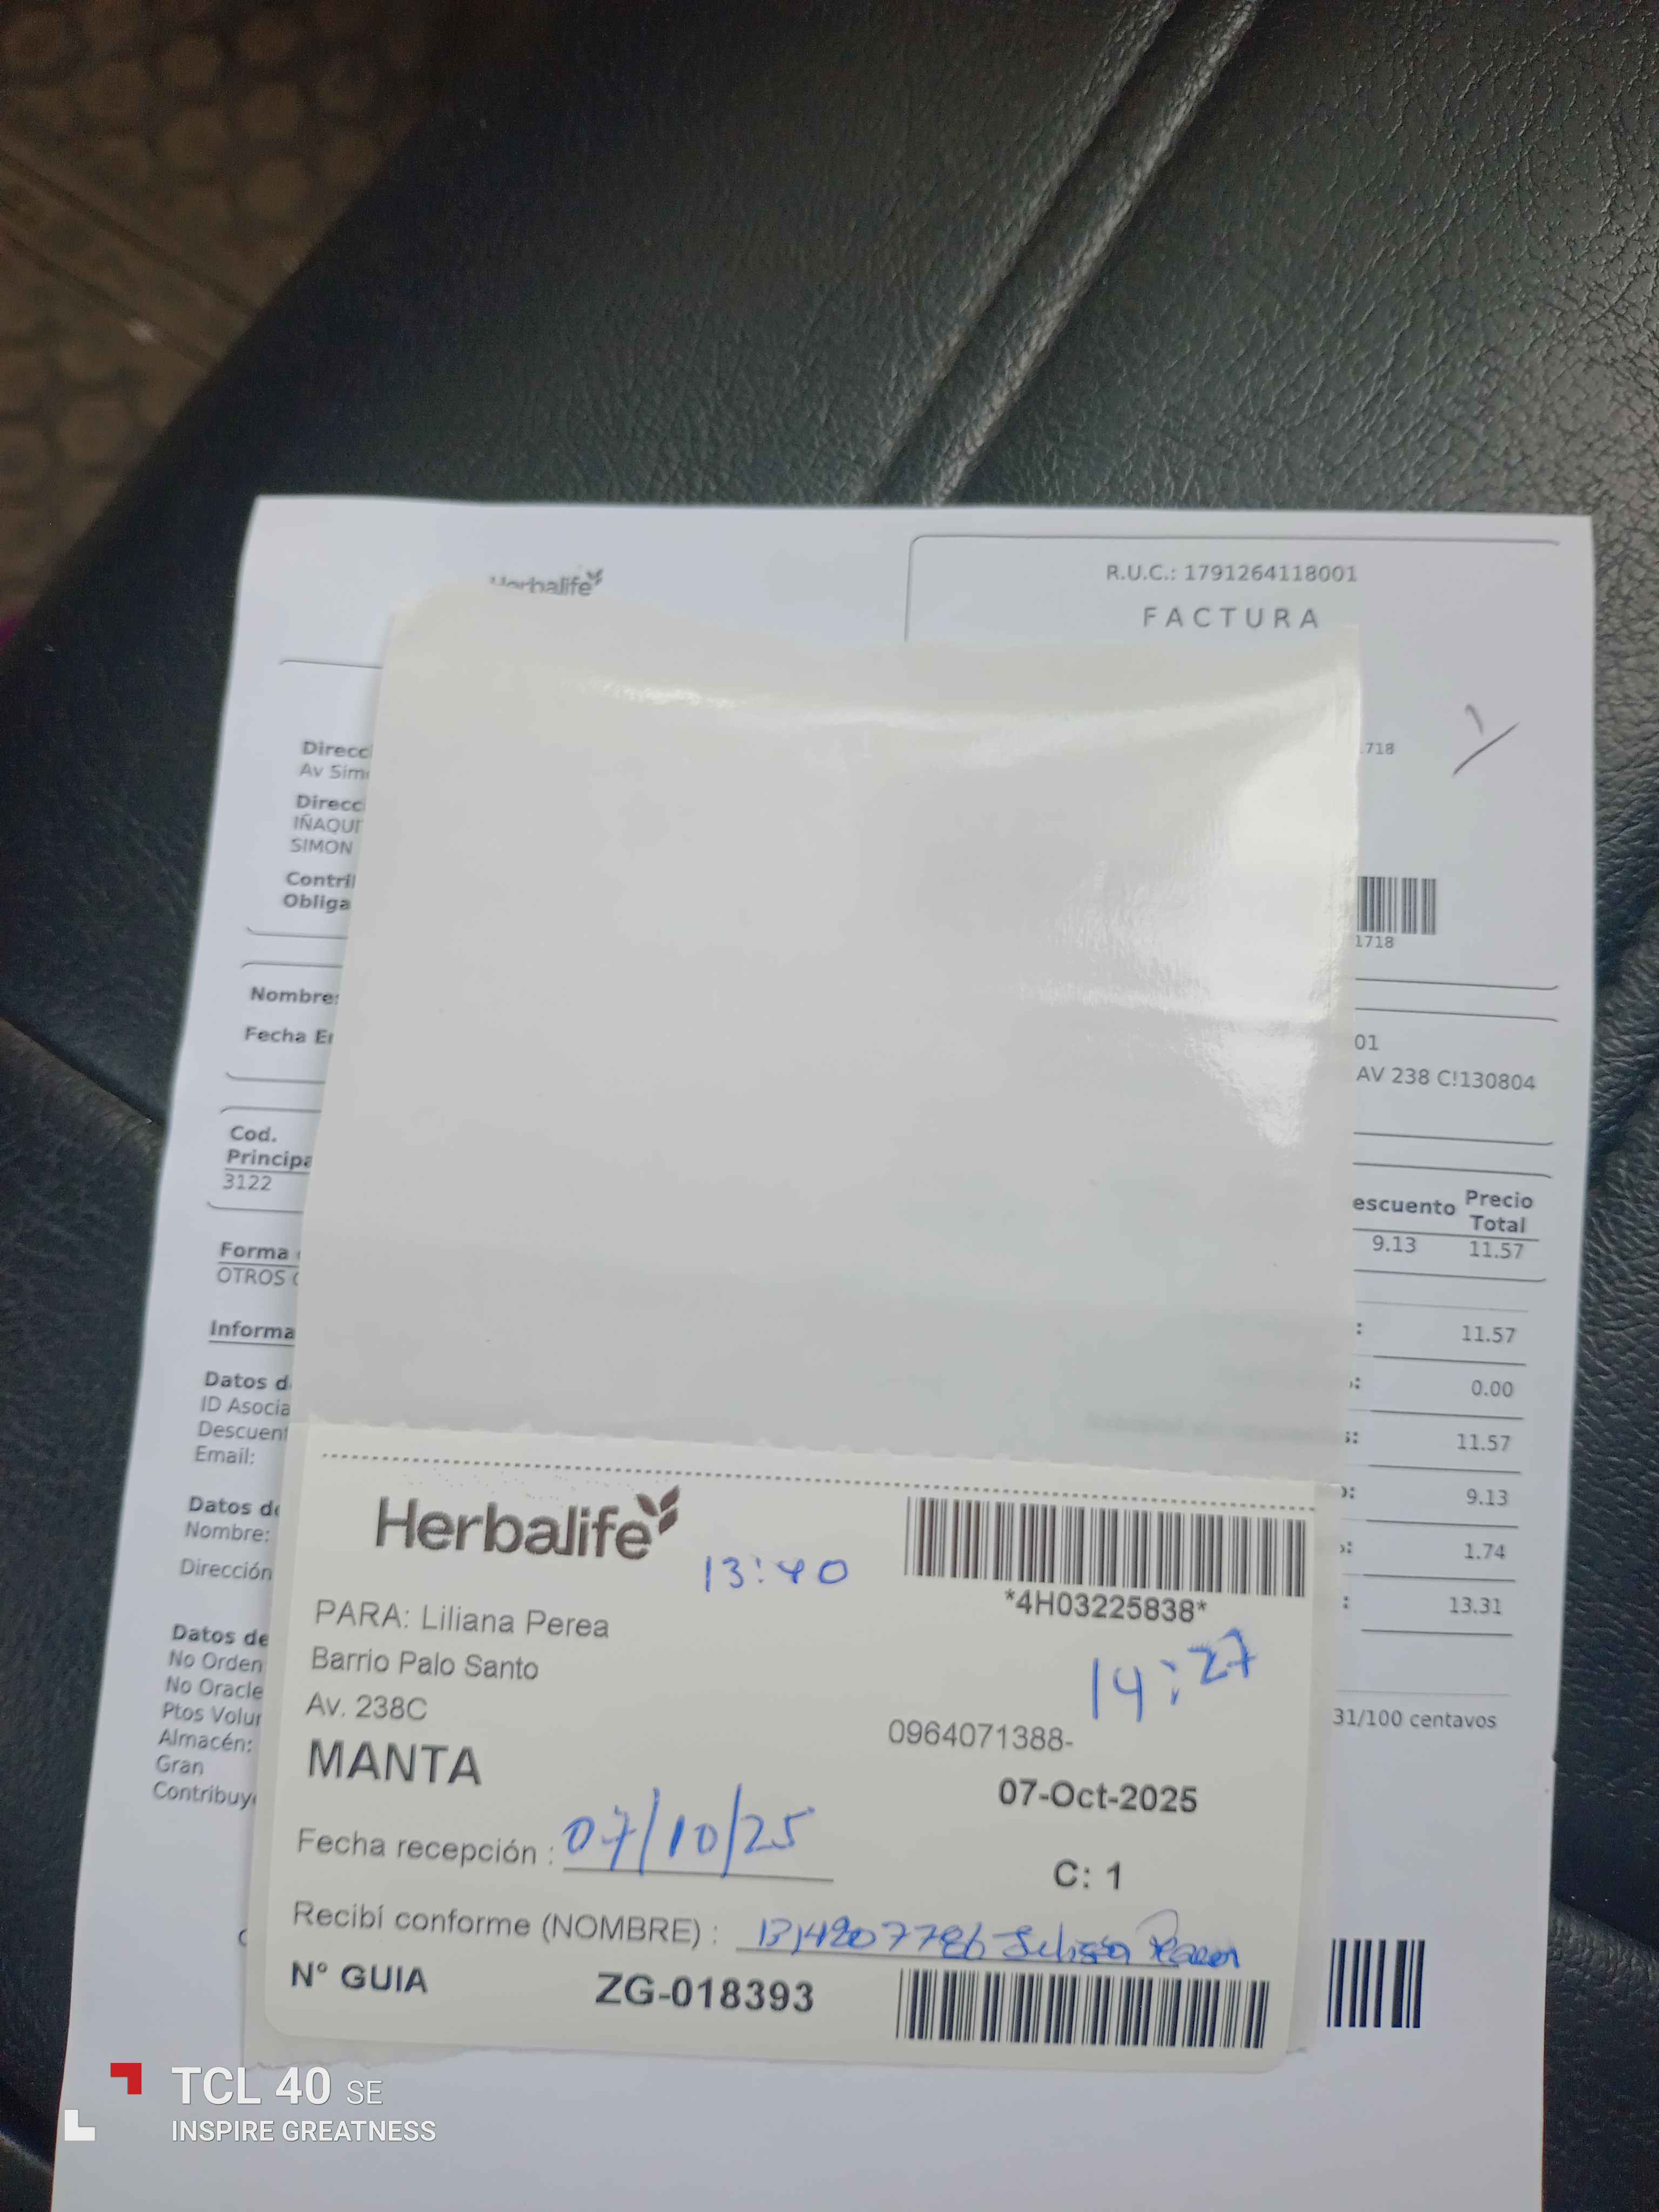 Herbalife
R.U.C.: 1791264118001
FACTURA
Direcc
Av Sim
.718
Direcc
IÑAQUI
SIMON
Contri
Obliga
1718
Nombre:
Fecha E
01
AV 238 C!130804
Cod.
Principa
3122
escuento Precio
Total
9.13 11.57
Forma
OTROS
Informa
: 11.57
: 0.00
Datos d
ID Asocia
Descuen
Email:
s: 11.57
9.13
Datos de
Nombre:
Dirección
1.74
: 13.31
Datos de
No Orden
No Oracle
Ptos Volu
Almacén:
Gran
Contribuy
31/100 centavos
Herbalife
13:40
*4H03225838*
PARA: Liliana Perea
Barrio Palo Santo
14:27
Av. 238C
0964071388-
MANTA
07-Oct-2025
Fecha recepción : 07/10/25
C: 1
Recibí conforme (NOMBRE) :
N° GUIA ZG-018393
TCL 40 SE
INSPIRE GREATNESS